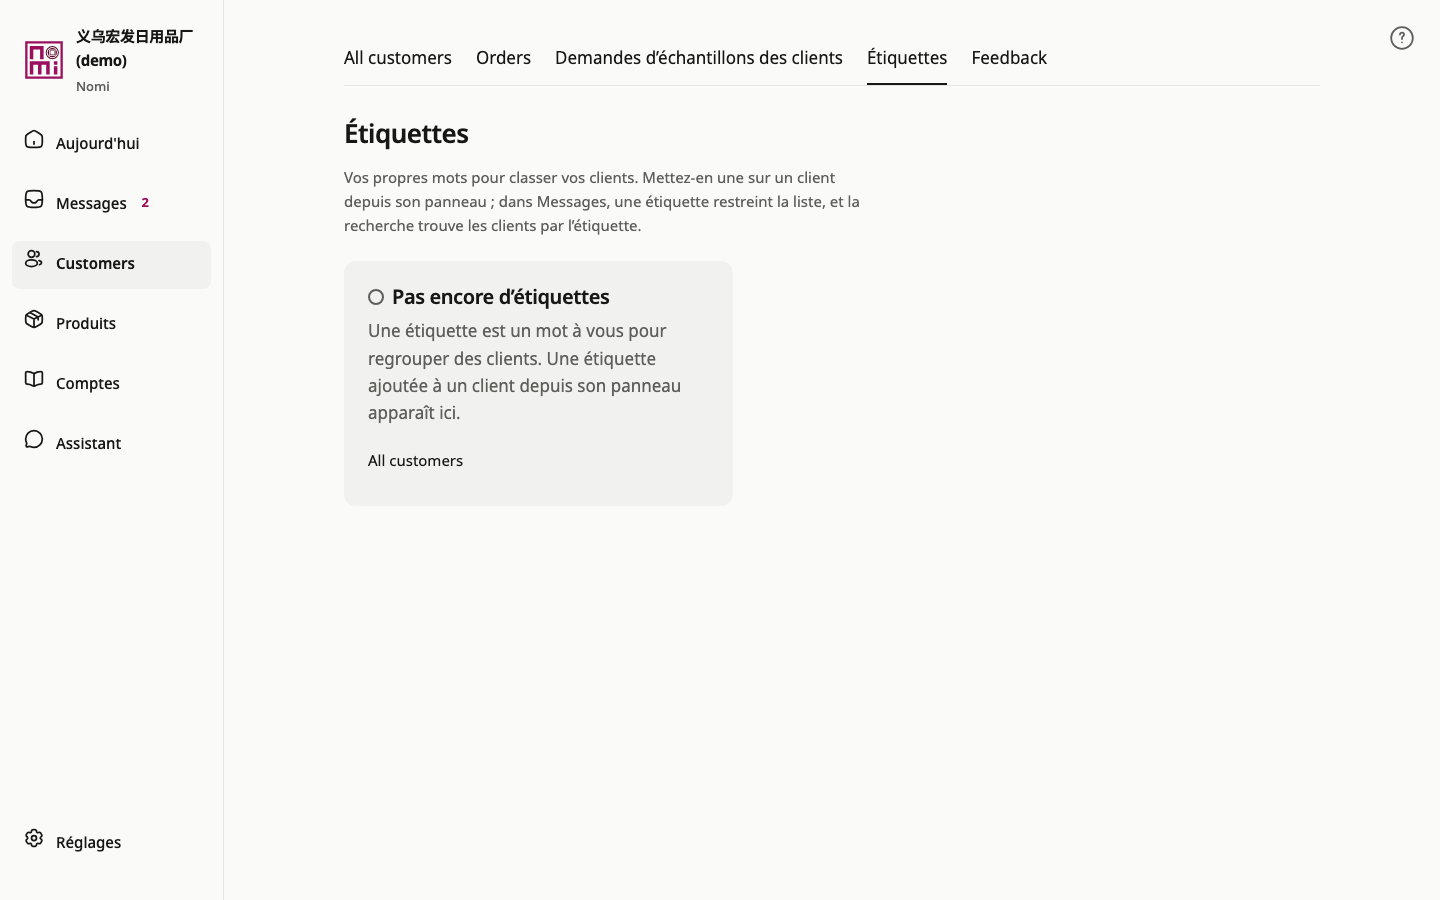 义乌宏发日用品厂
(demo)
Nomi
Aujourd'hui
Messages 2
Customers
Produits
Comptes
Assistant
Réglages
All customers Orders Demandes d’échantillons des clients Étiquettes Feedback
Étiquettes
Vos propres mots pour classer vos clients. Mettez-en une sur un client
depuis son panneau ; dans Messages, une étiquette restreint la liste, et la
recherche trouve les clients par l’étiquette.
Pas encore d’étiquettes
Une étiquette est un mot à vous pour
regrouper des clients. Une étiquette
ajoutée à un client depuis son panneau
apparaît ici.
All customers